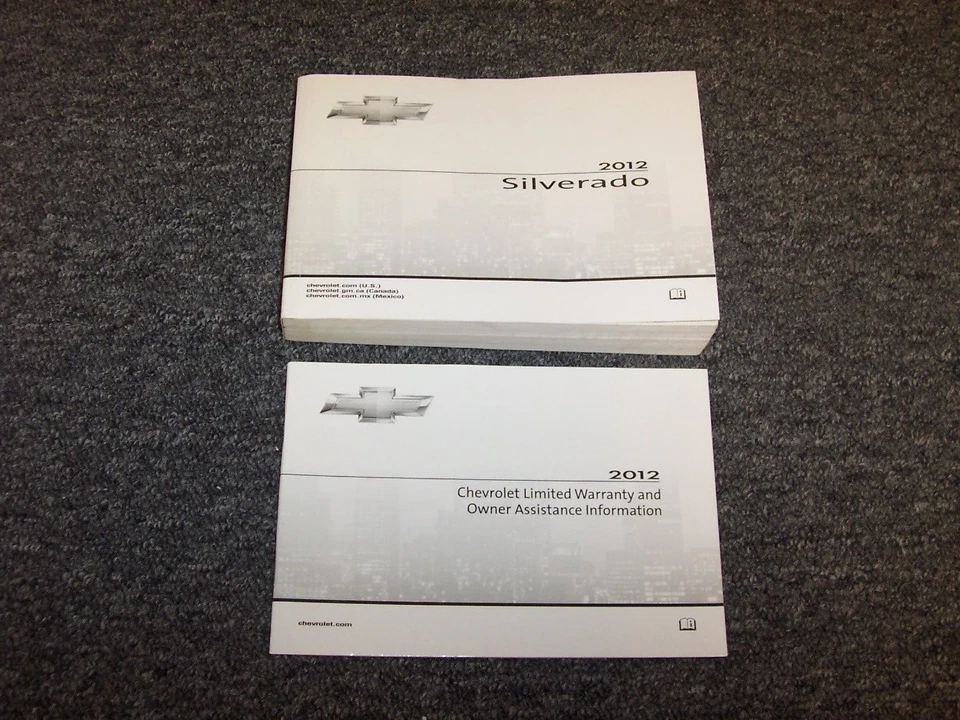 2012
Silverado
chevrolet.com (U.S.)
chevrolet.gm.ca (Canada)
chevrolet.com.mx (Mexico)
2012
Chevrolet Limited Warranty and
Owner Assistance Information
chevrolet.com